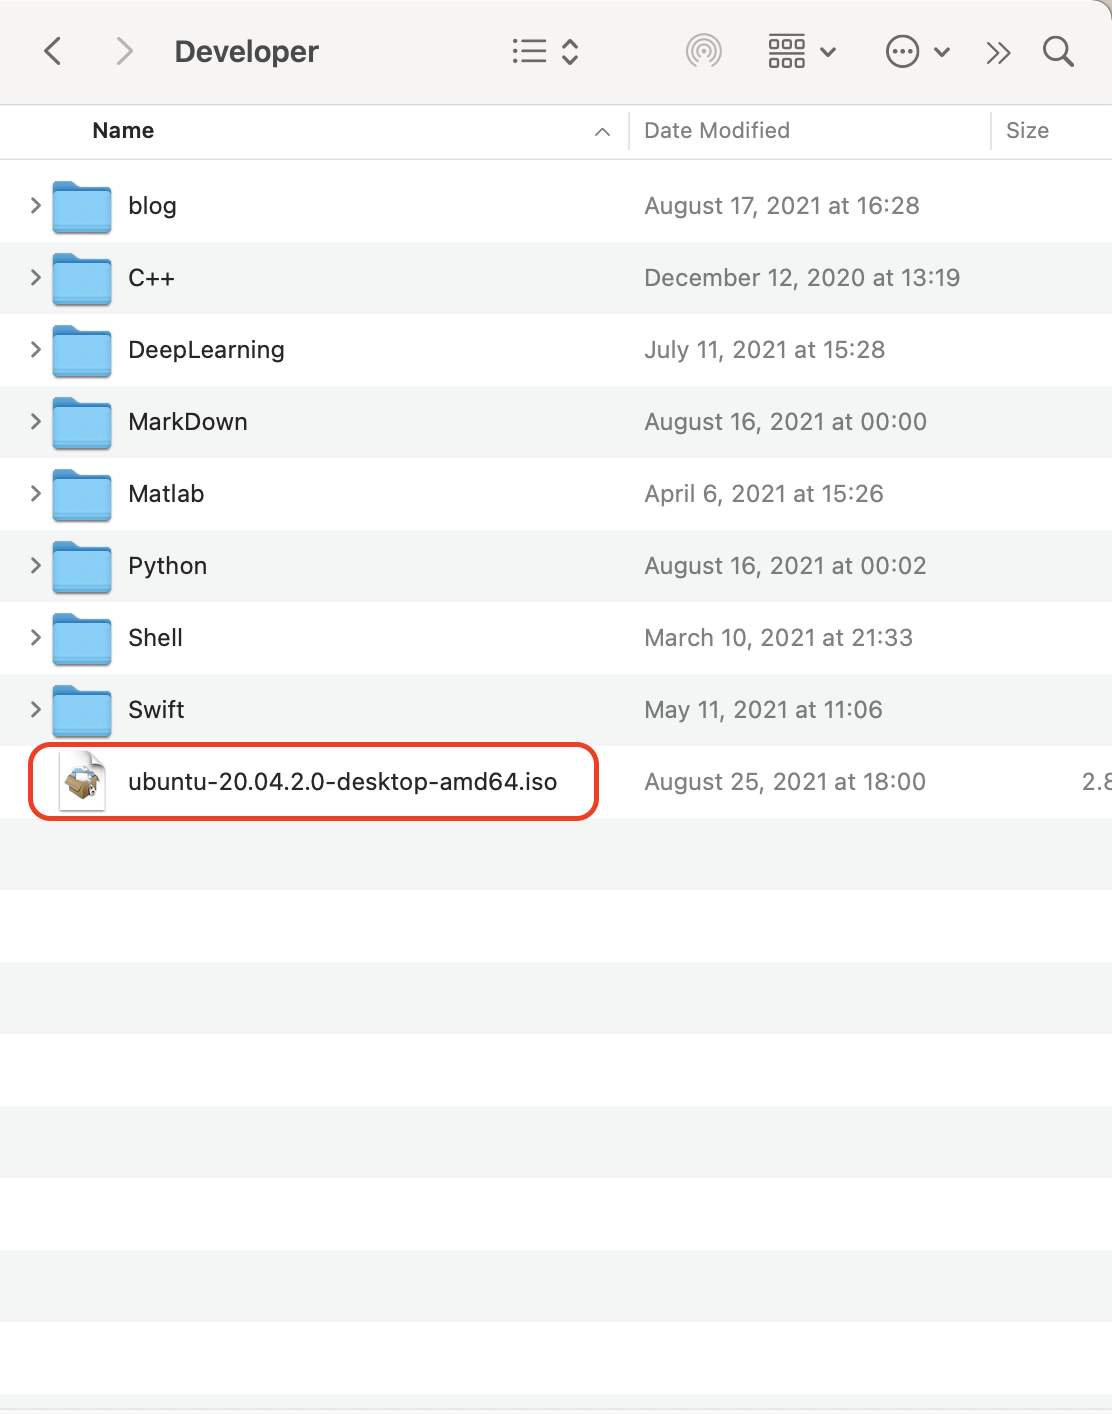 Developer
Name Date Modified Size
blog August 17, 2021 at 16:28
C++ December 12, 2020 at 13:19
DeepLearning July 11, 2021 at 15:28
MarkDown August 16, 2021 at 00:00
Matlab April 6, 2021 at 15:26
Python August 16, 2021 at 00:02
Shell March 10, 2021 at 21:33
Swift May 11, 2021 at 11:06
ubuntu-20.04.2.0-desktop-amd64.iso August 25, 2021 at 18:00 2.8